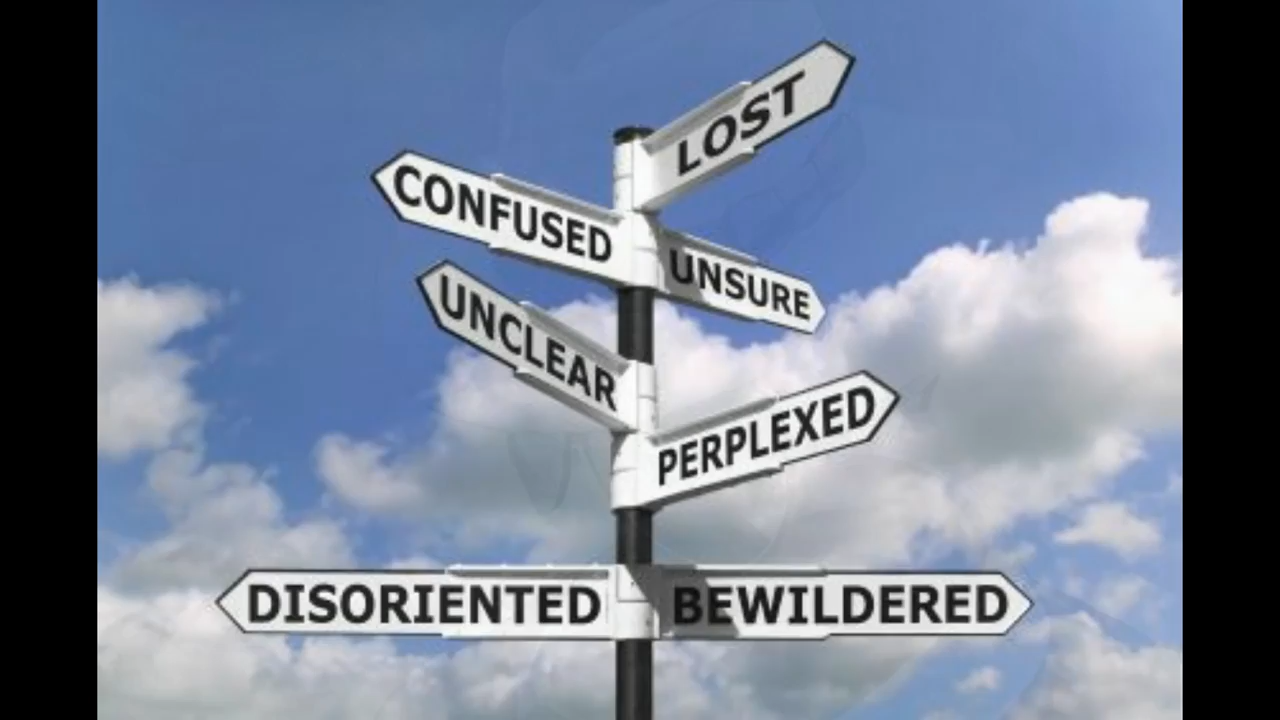 LOST
CONFUSED
UNSURE
UNCLEAR
PERPLEXED
DISORIENTED
BEWILDERED